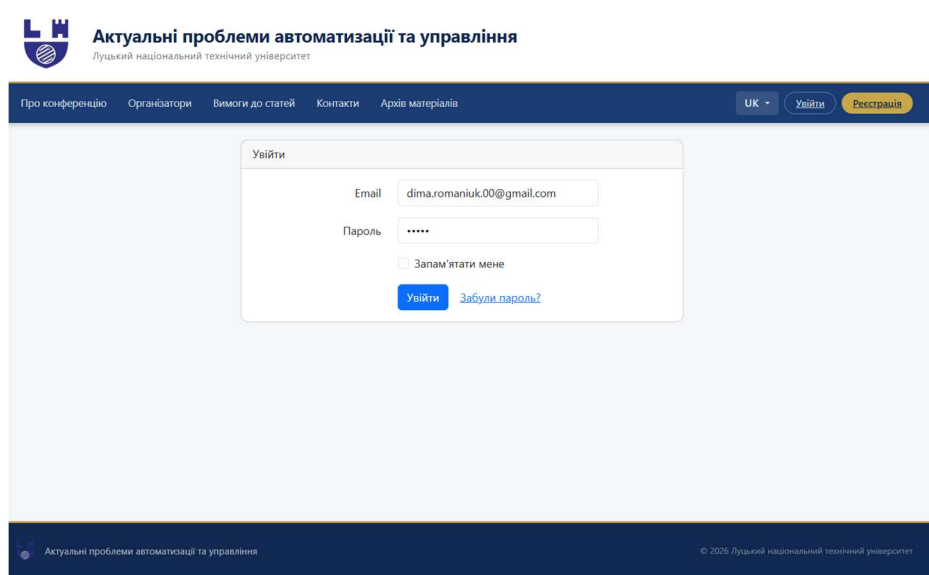 Актуальні проблеми автоматизації та управління
Луцький національний технічний університет
Про конференцію Організатори Вимоги до статей Контакти Архів матеріалів UK Увійти Реєстрація
Увійти
Email dima.romaniuk.00@gmail.com
Пароль •••••
Запам'ятати мене
Увійти Забули пароль?
Актуальні проблеми автоматизації та управління © 2026 Луцький національний технічний університет